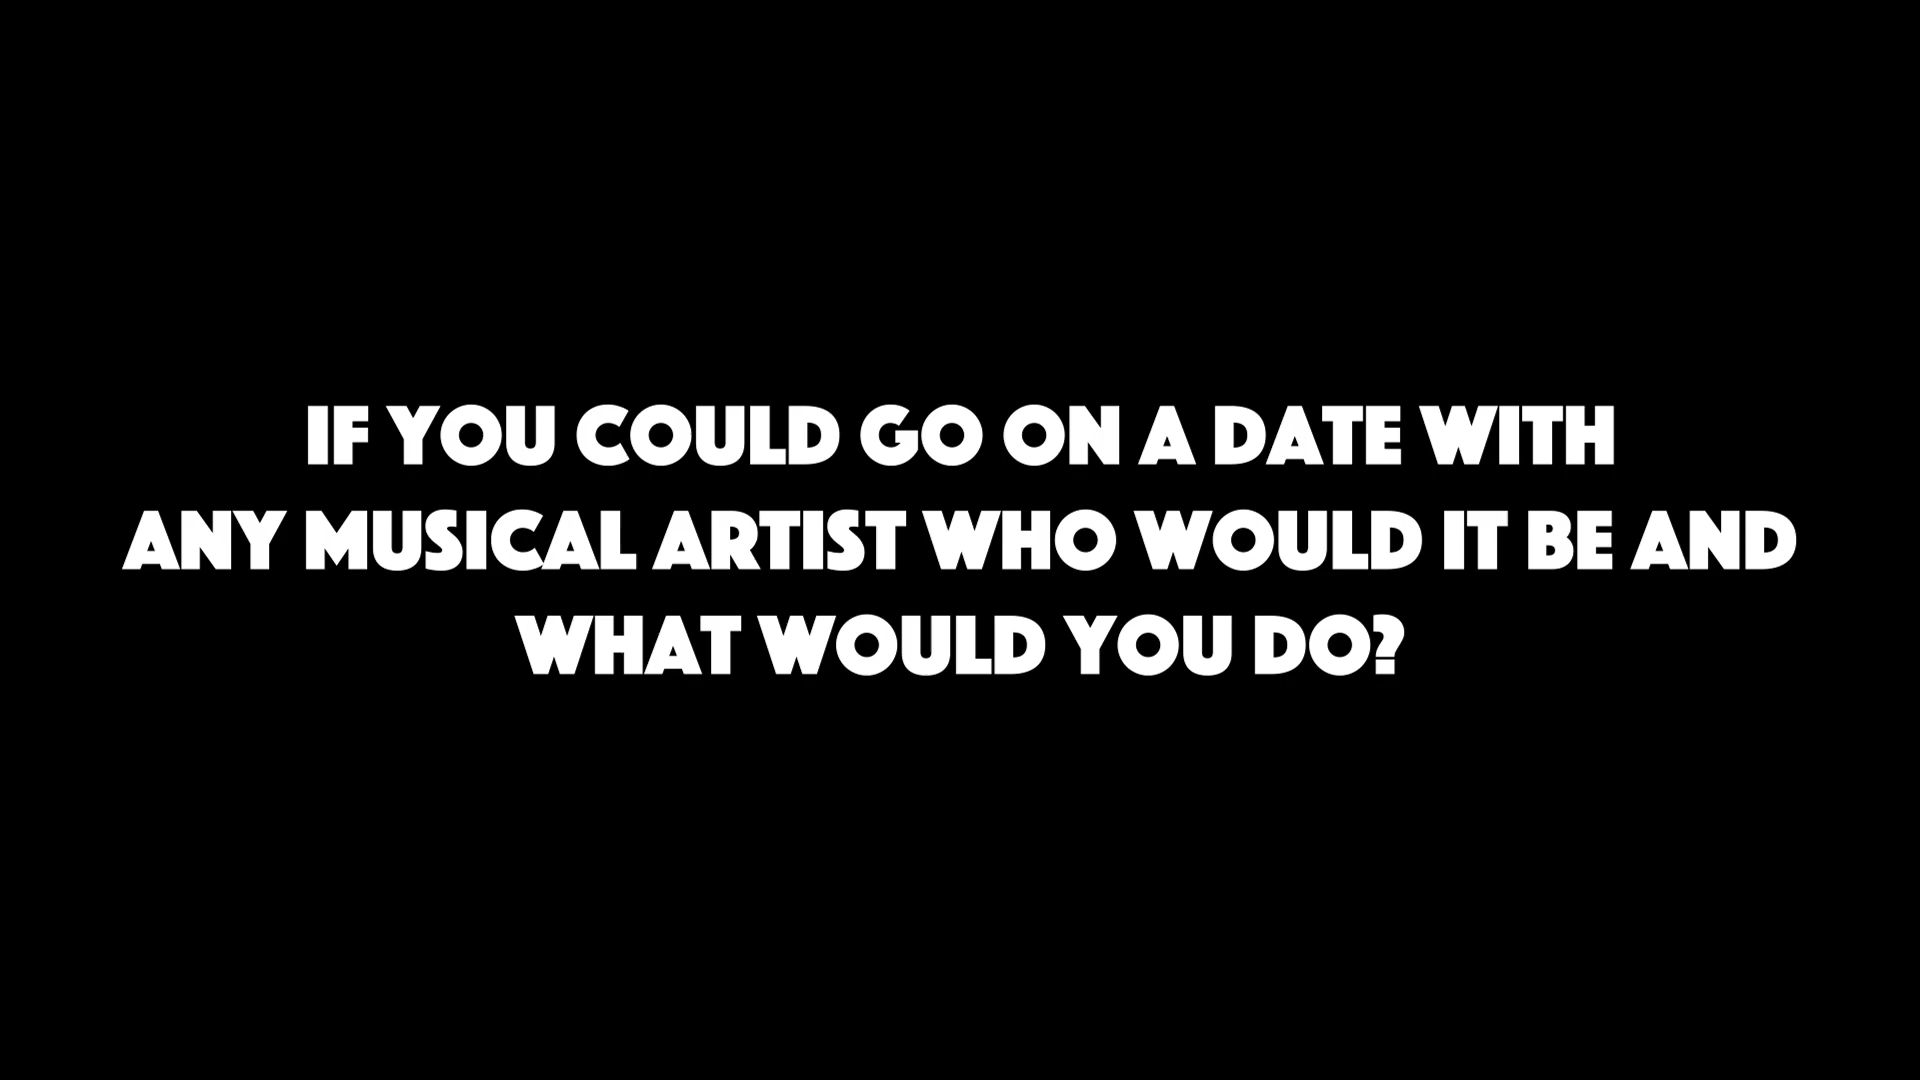 IF YOU COULD GO ON A DATE WITH
ANY MUSICAL ARTIST WHO WOULD IT BE AND
WHAT WOULD YOU DO?